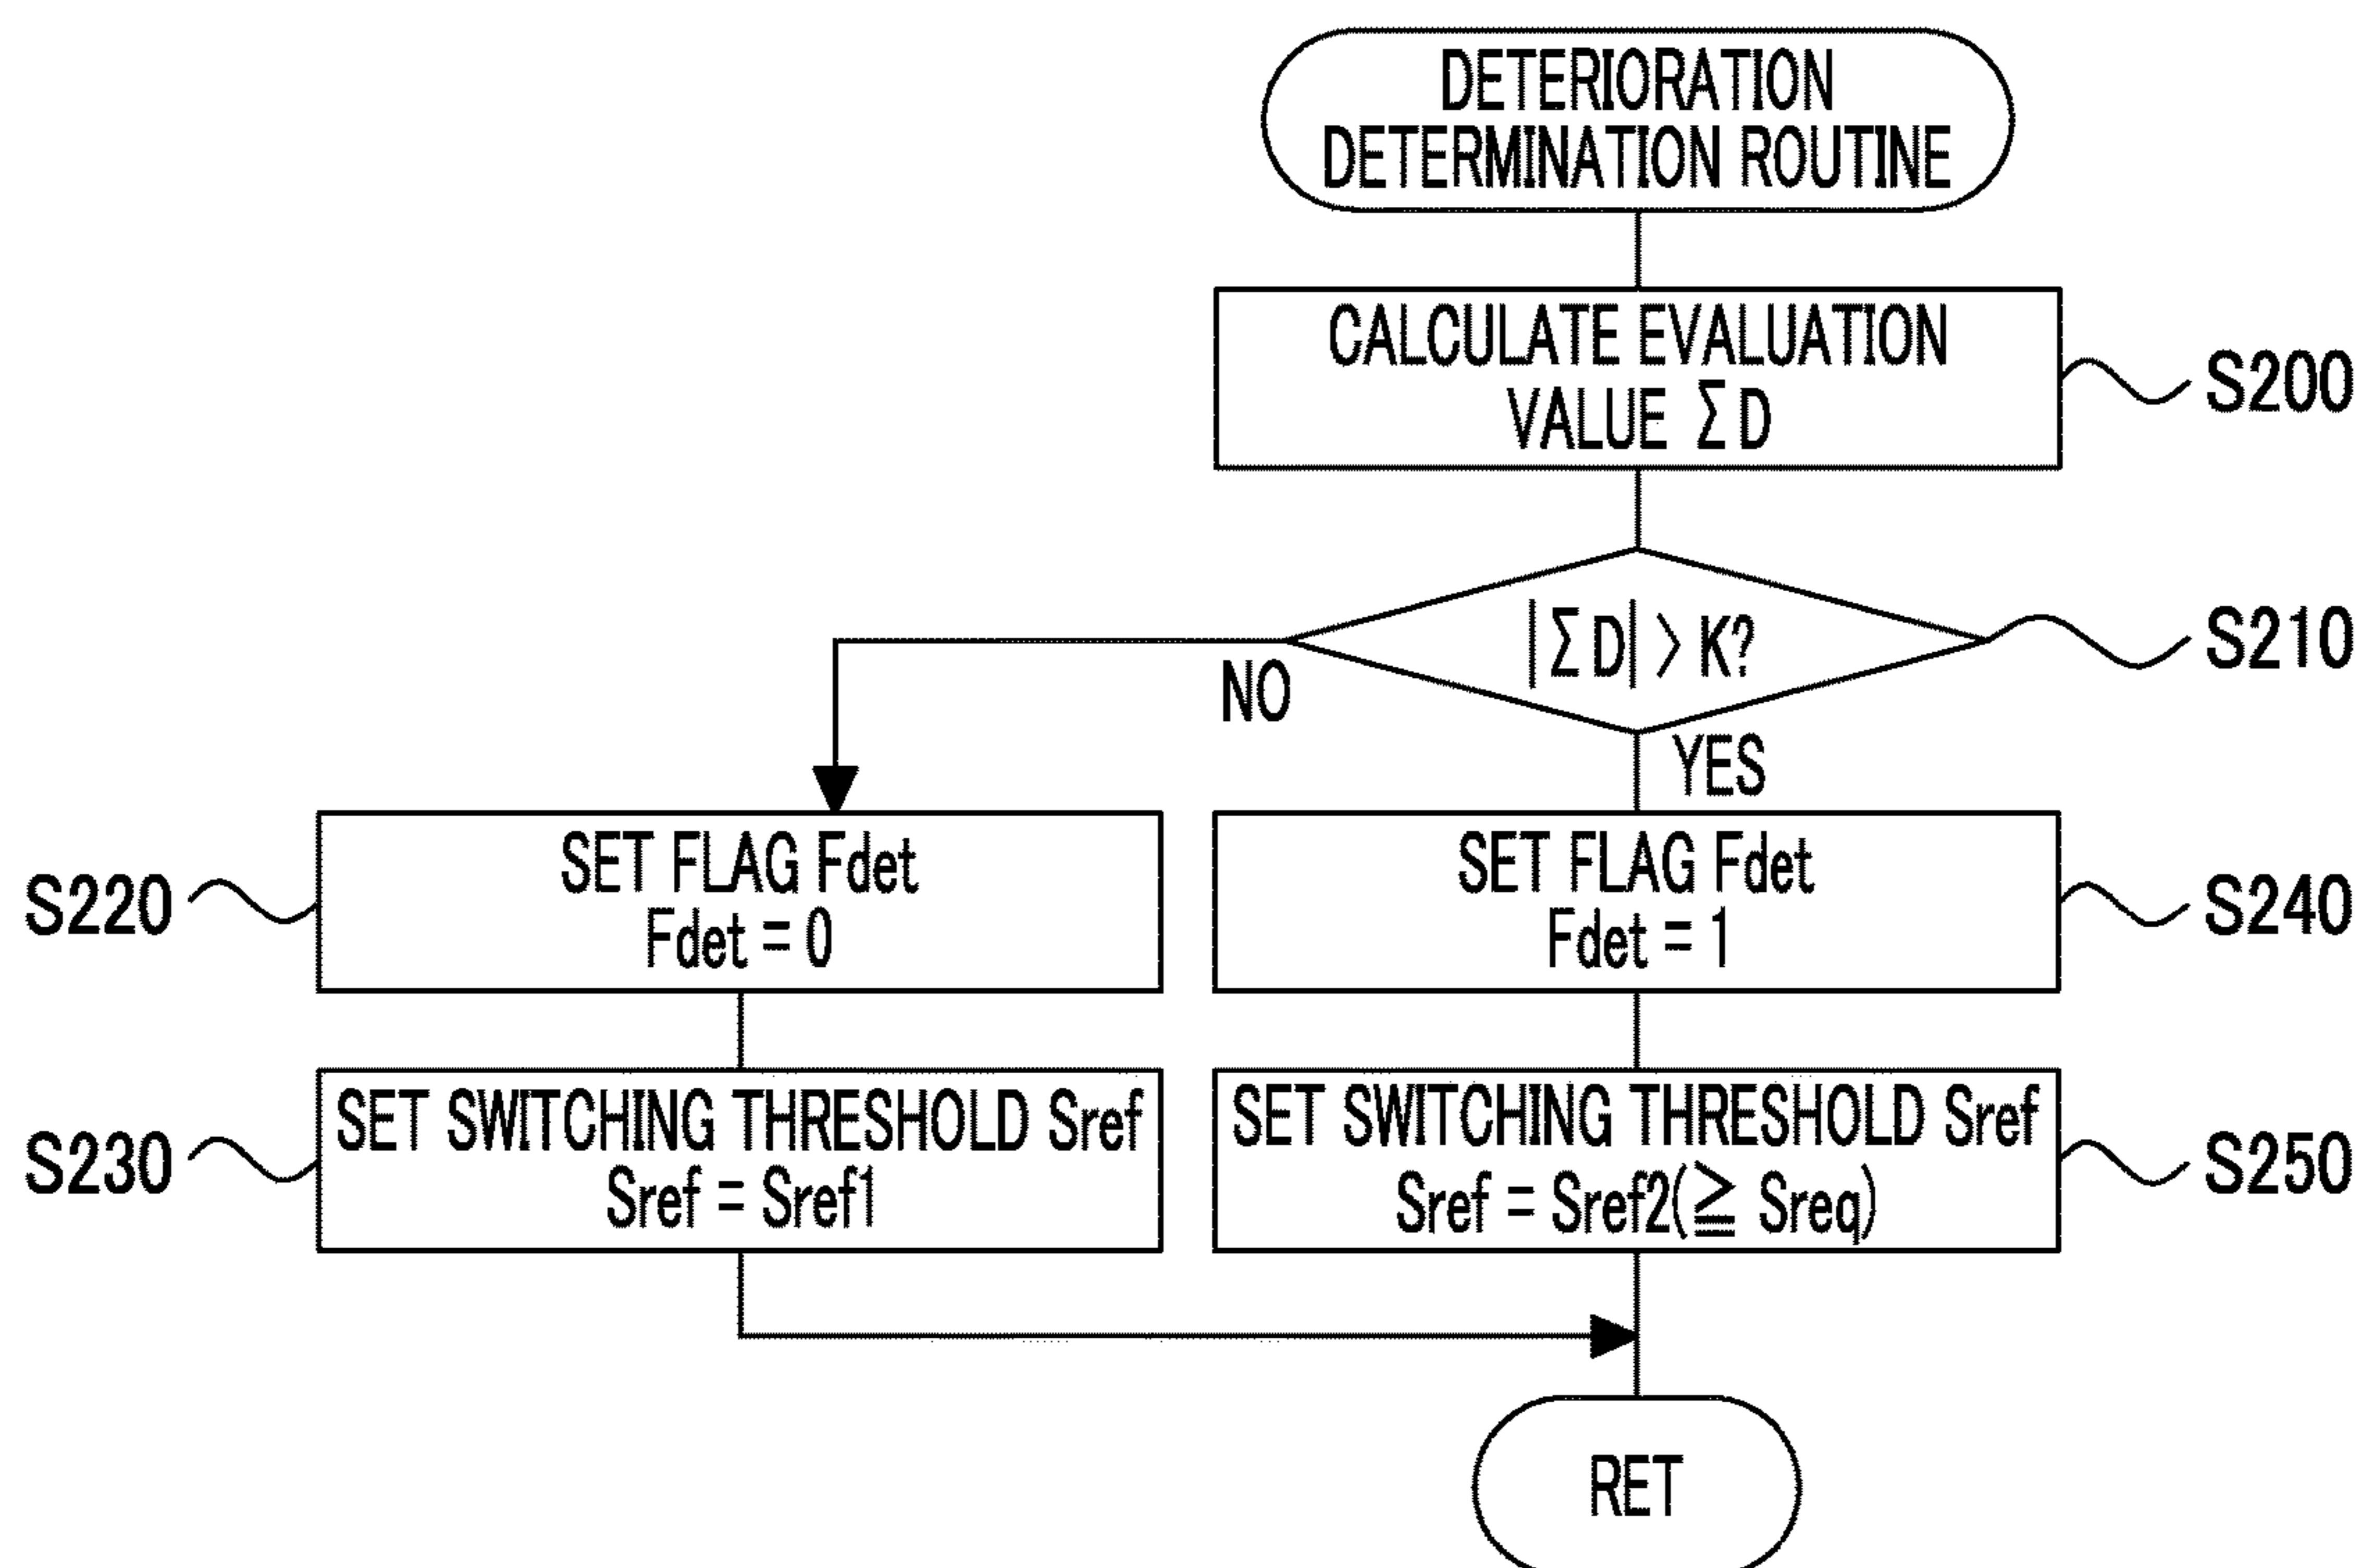 DETERIORATION
DETERMINATION ROUTINE
CALCULATE EVALUATION
VALUE ΣD
S200
|ΣD| > K?
S210
NO
YES
S220
SET FLAG Fdet
Fdet = 0
SET FLAG Fdet
Fdet = 1
S240
S230
SET SWITCHING THRESHOLD Sref
Sref = Sref1
SET SWITCHING THRESHOLD Sref
Sref = Sref2(≧ Sreq)
S250
RET